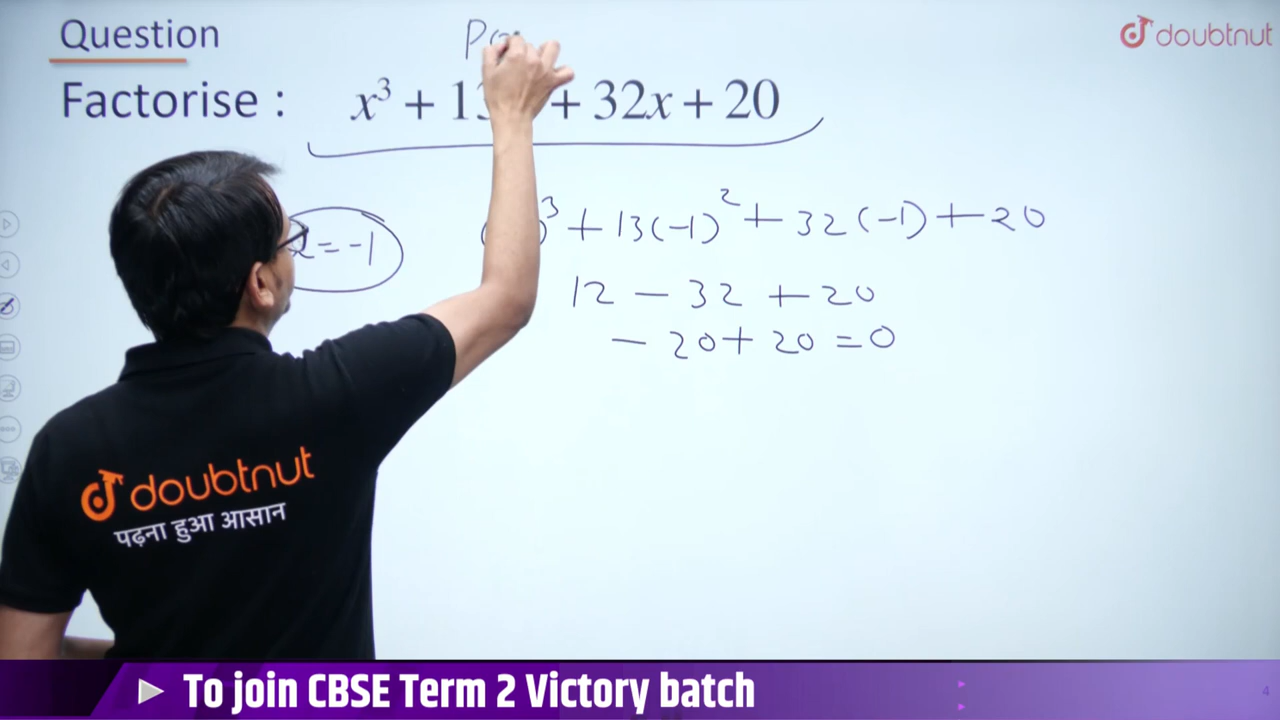 Question
doubtnut
Factorise : x³ + 13 + 32x + 20
x = -1
³ + 13(-1)² + 32(-1) + 20
12 - 32 + 20
- 20 + 20 = 0
doubtnut
पढ़ना हुआ आसान
To join CBSE Term 2 Victory batch
4